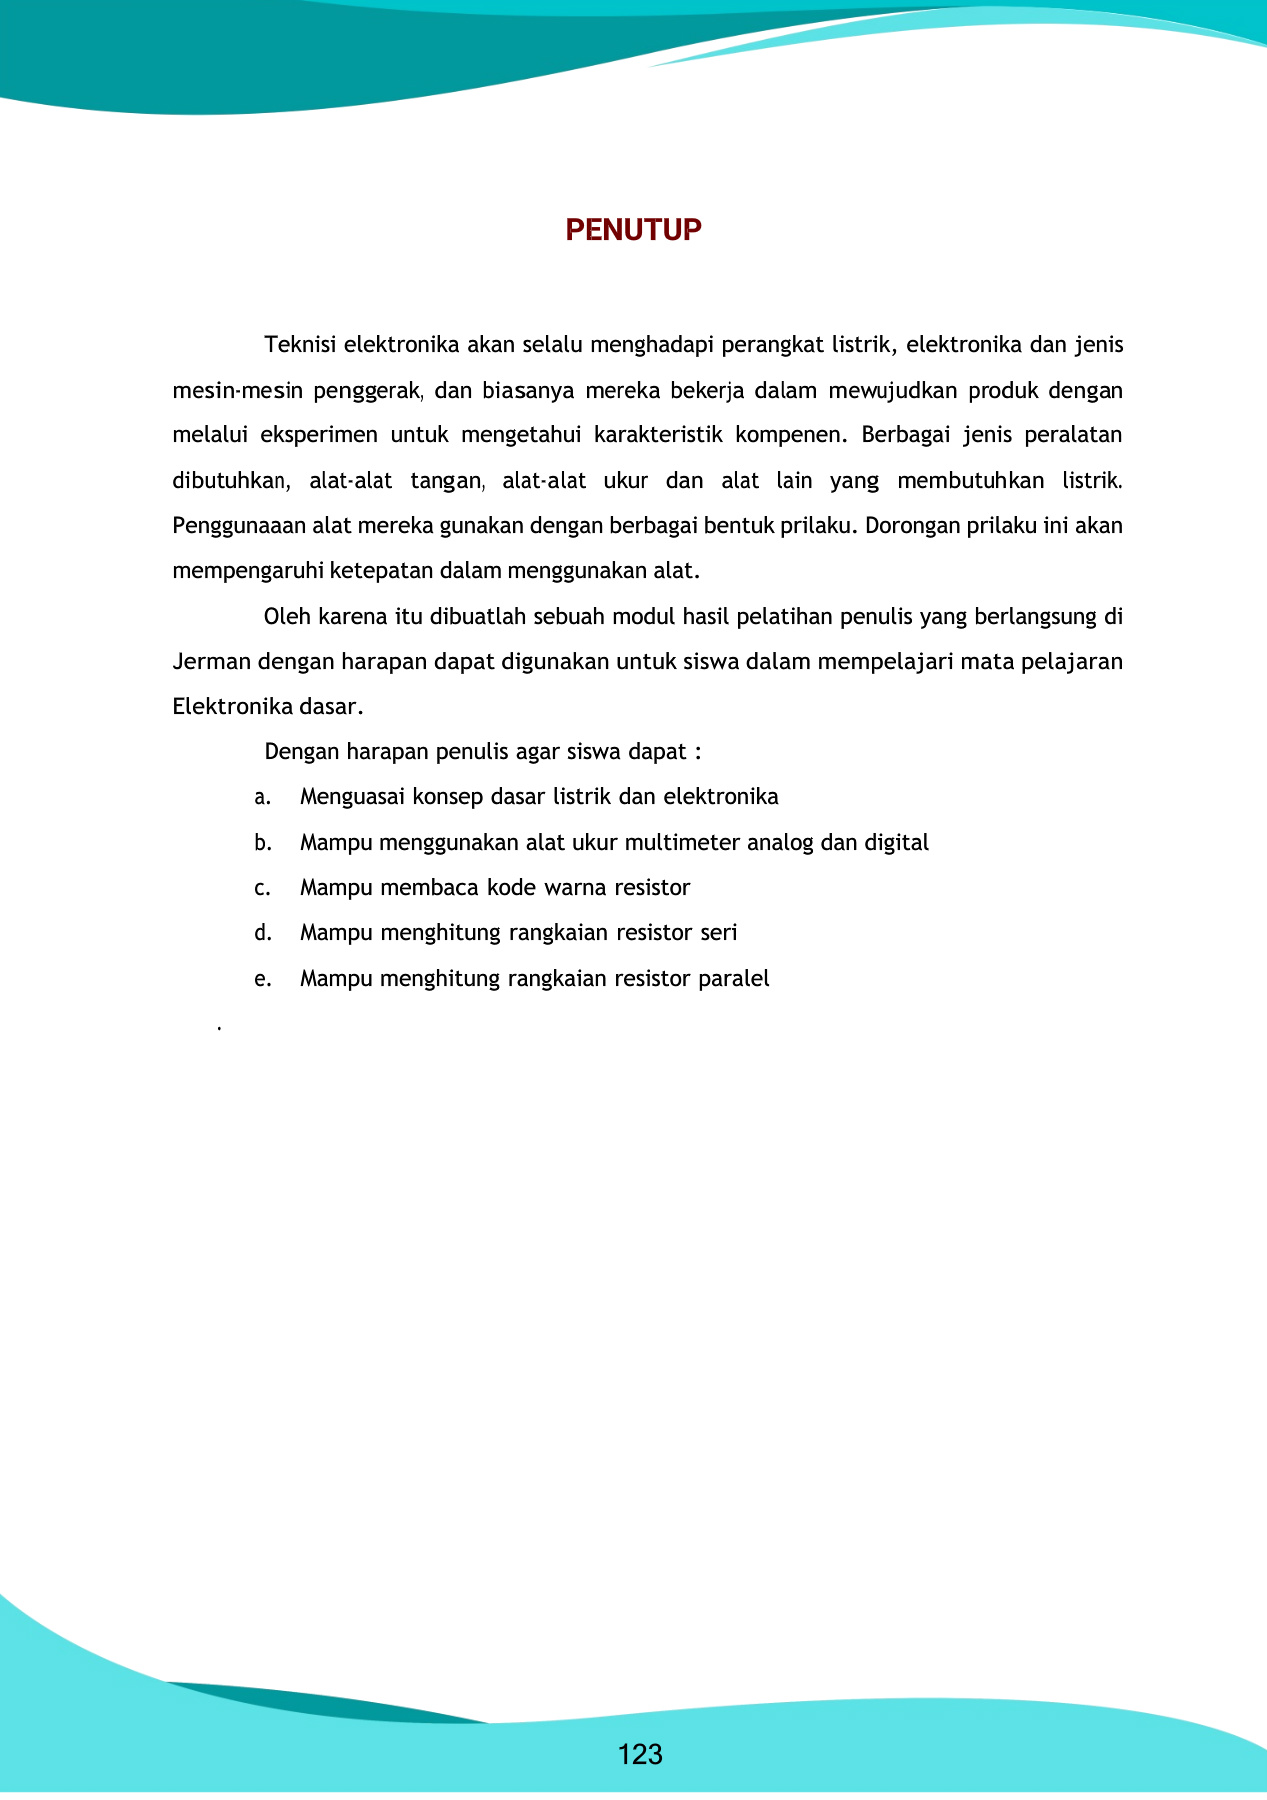 PENUTUP
Teknisi elektronika akan selalu menghadapi perangkat listrik, elektronika dan jenis
mesin-mesin penggerak, dan biasanya mereka bekerja dalam mewujudkan produk dengan
melalui eksperimen untuk mengetahui karakteristik kompenen. Berbagai jenis peralatan
dibutuhkan, alat-alat tangan, alat-alat ukur dan alat lain yang membutuhkan listrik.
Penggunaaan alat mereka gunakan dengan berbagai bentuk prilaku. Dorongan prilaku ini akan
mempengaruhi ketepatan dalam menggunakan alat.
Oleh karena itu dibuatlah sebuah modul hasil pelatihan penulis yang berlangsung di
Jerman dengan harapan dapat digunakan untuk siswa dalam mempelajari mata pelajaran
Elektronika dasar.
Dengan harapan penulis agar siswa dapat :
a. Menguasai konsep dasar listrik dan elektronika
b. Mampu menggunakan alat ukur multimeter analog dan digital
c. Mampu membaca kode warna resistor
d. Mampu menghitung rangkaian resistor seri
e. Mampu menghitung rangkaian resistor paralel
.
123